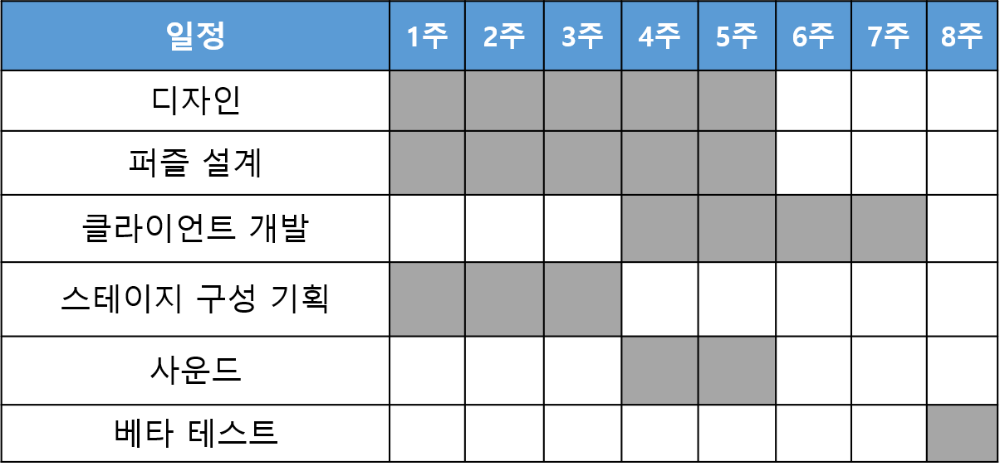 일정 1주 2주 3주 4주 5주 6주 7주 8주
디자인
퍼즐 설계
클라이언트 개발
스테이지 구성 기획
사운드
베타 테스트